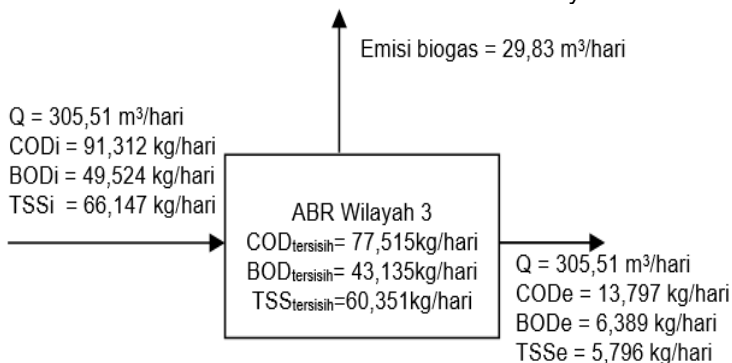 Emisi biogas = 29,83 m³/hari
Q = 305,51 m³/hari
CODi = 91,312 kg/hari
BODi = 49,524 kg/hari
TSSi = 66,147 kg/hari
ABR Wilayah 3
CODtersisih= 77,515kg/hari
BODtersisih= 43,135kg/hari
TSStersisih=60,351kg/hari
Q = 305,51 m³/hari
CODe = 13,797 kg/hari
BODe = 6,389 kg/hari
TSSe = 5,796 kg/hari